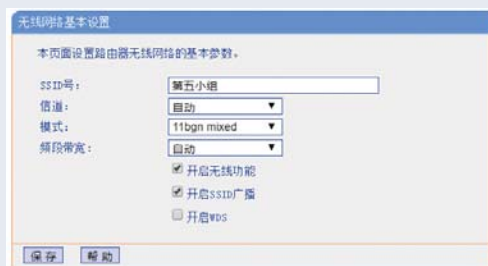 无线网络基本设置
本页面设置路由器无线网络的基本参数。
SSID号： 第五小组
信道： 自动
模式： 11bgn mixed
频段带宽： 自动
开启无线功能
开启SSID广播
开启WDS
保存 帮助